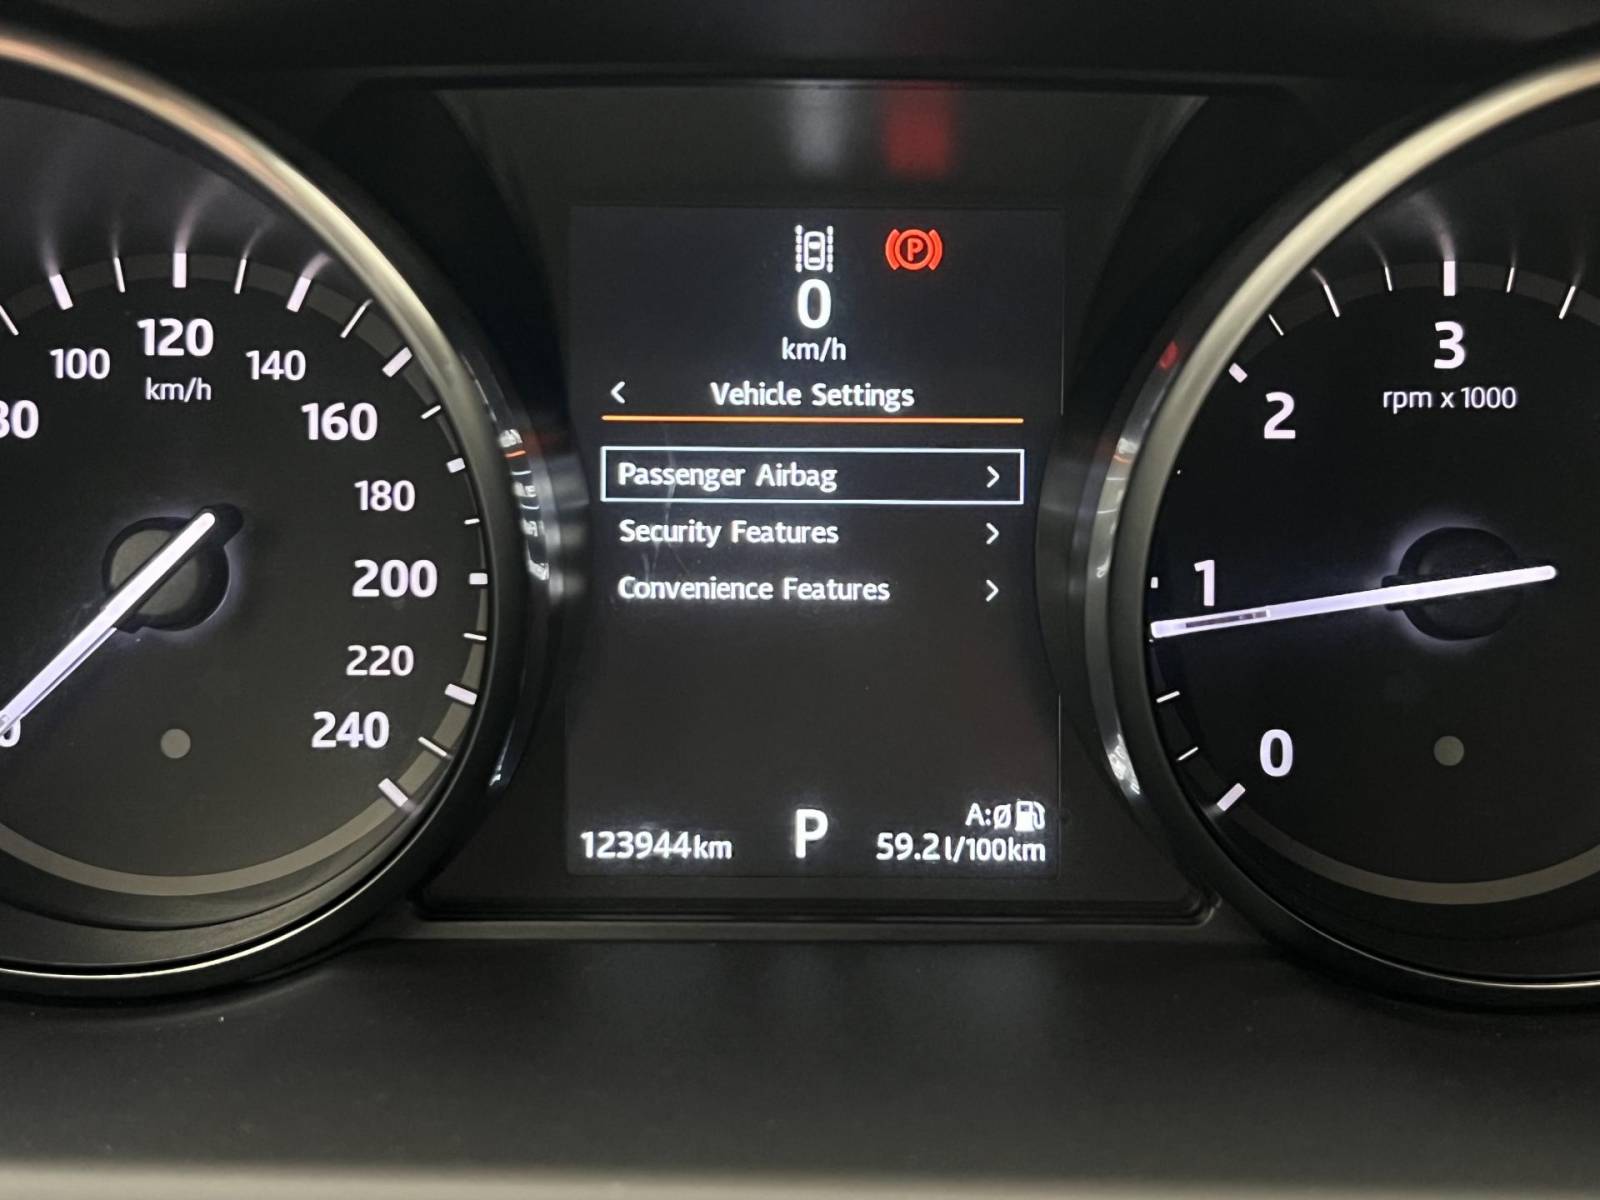 0
km/h
Vehicle Settings
Passenger Airbag
Security Features
Convenience Features
123944km
P
A:Ø
59.2l/100km
100
120
140
km/h
160
180
200
220
240
3
rpm x 1000
2
1
0
P